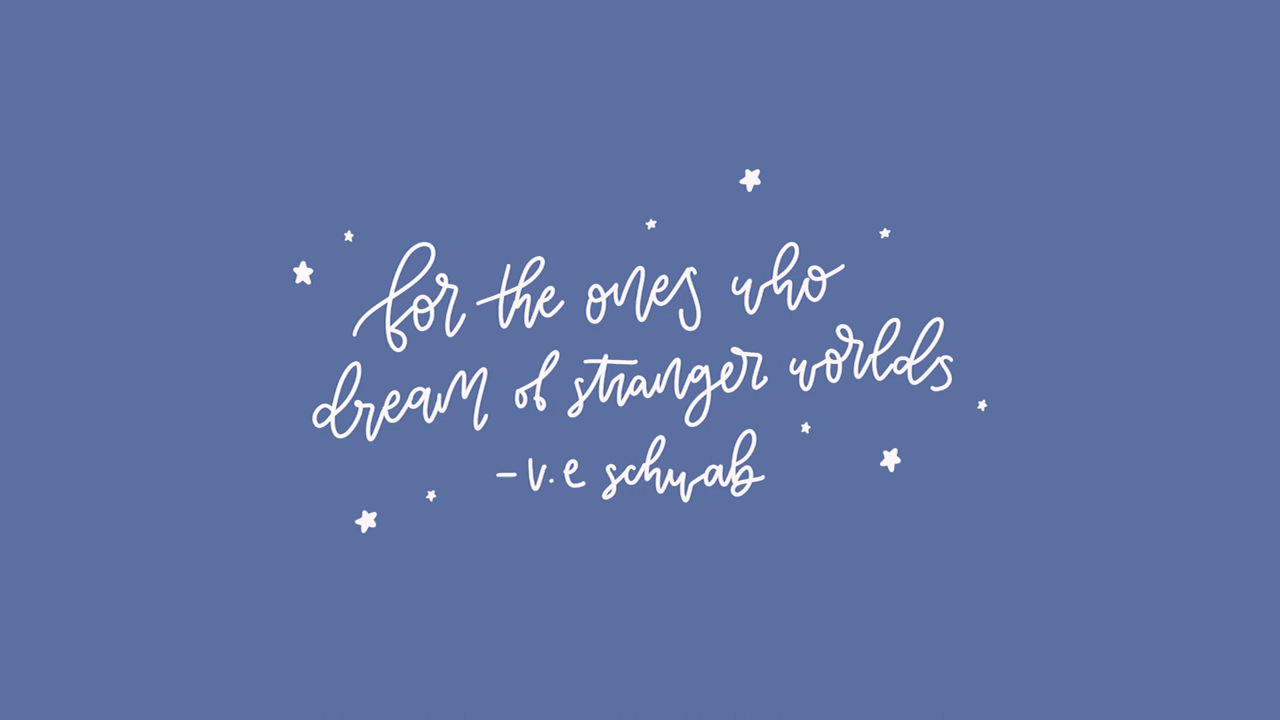 for the ones who
dream of stranger worlds
- v.e schwab